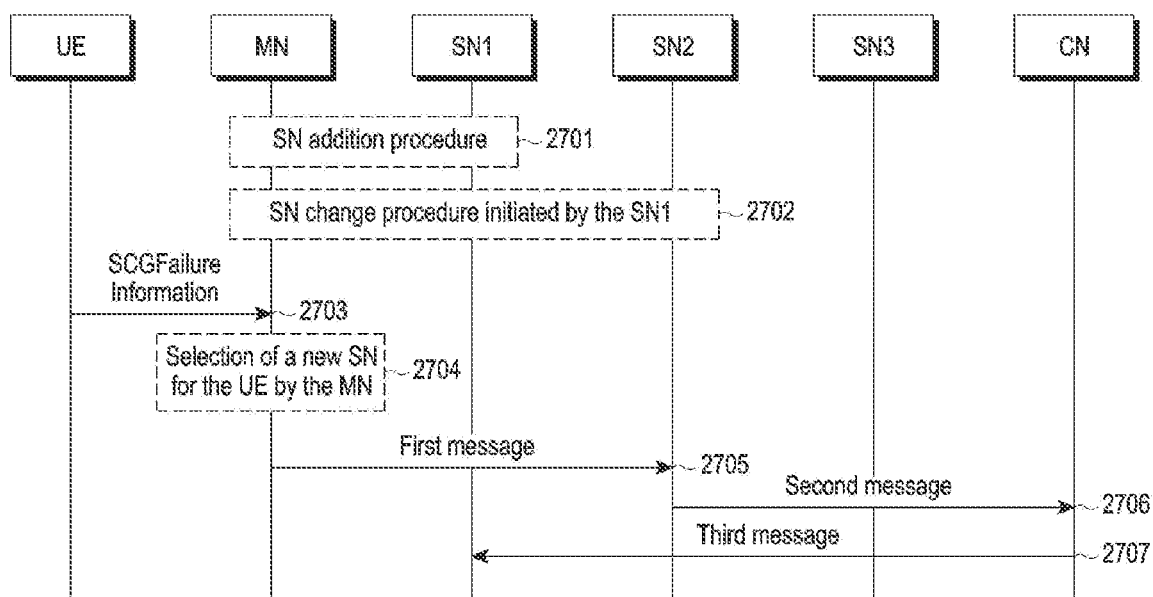 UE MN SN1 SN2 SN3 CN
SN addition procedure 2701
SN change procedure initiated by the SN1 2702
SCGFailure
Information
2703
Selection of a new SN
for the UE by the MN
2704
First message
2705
Second message
2706
Third message
2707